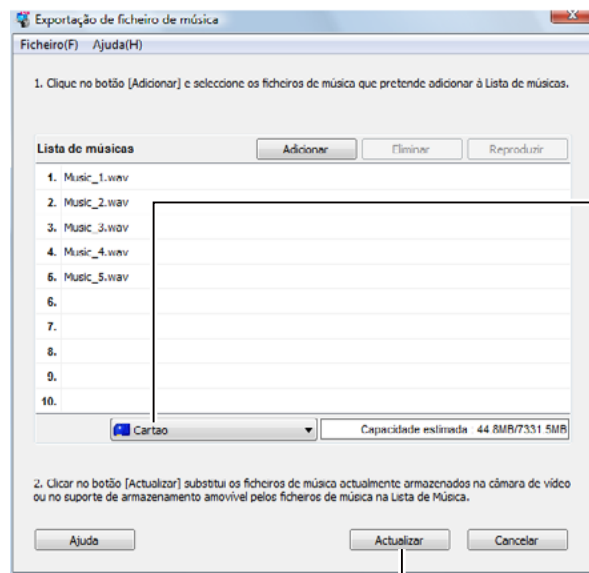 Exportação de ficheiro de música
Ficheiro(F) Ajuda(H)
1. Clique no botão [Adicionar] e seleccione os ficheiros de música que pretende adicionar à Lista de músicas.
Lista de músicas Adicionar Eliminar Reproduzir
1. Music_1.wav
2. Music_2.wav
3. Music_3.wav
4. Music_4.wav
5. Music_5.wav
6.
7.
8.
9.
10.
Cartao Capacidade estimada : 44.8MB/7331.5MB
2. Clicar no botão [Actualizar] substitui os ficheiros de música actualmente armazenados na câmara de vídeo
ou no suporte de armazenamento amovível pelos ficheiros de música na Lista de Música.
Ajuda Actualizar Cancelar